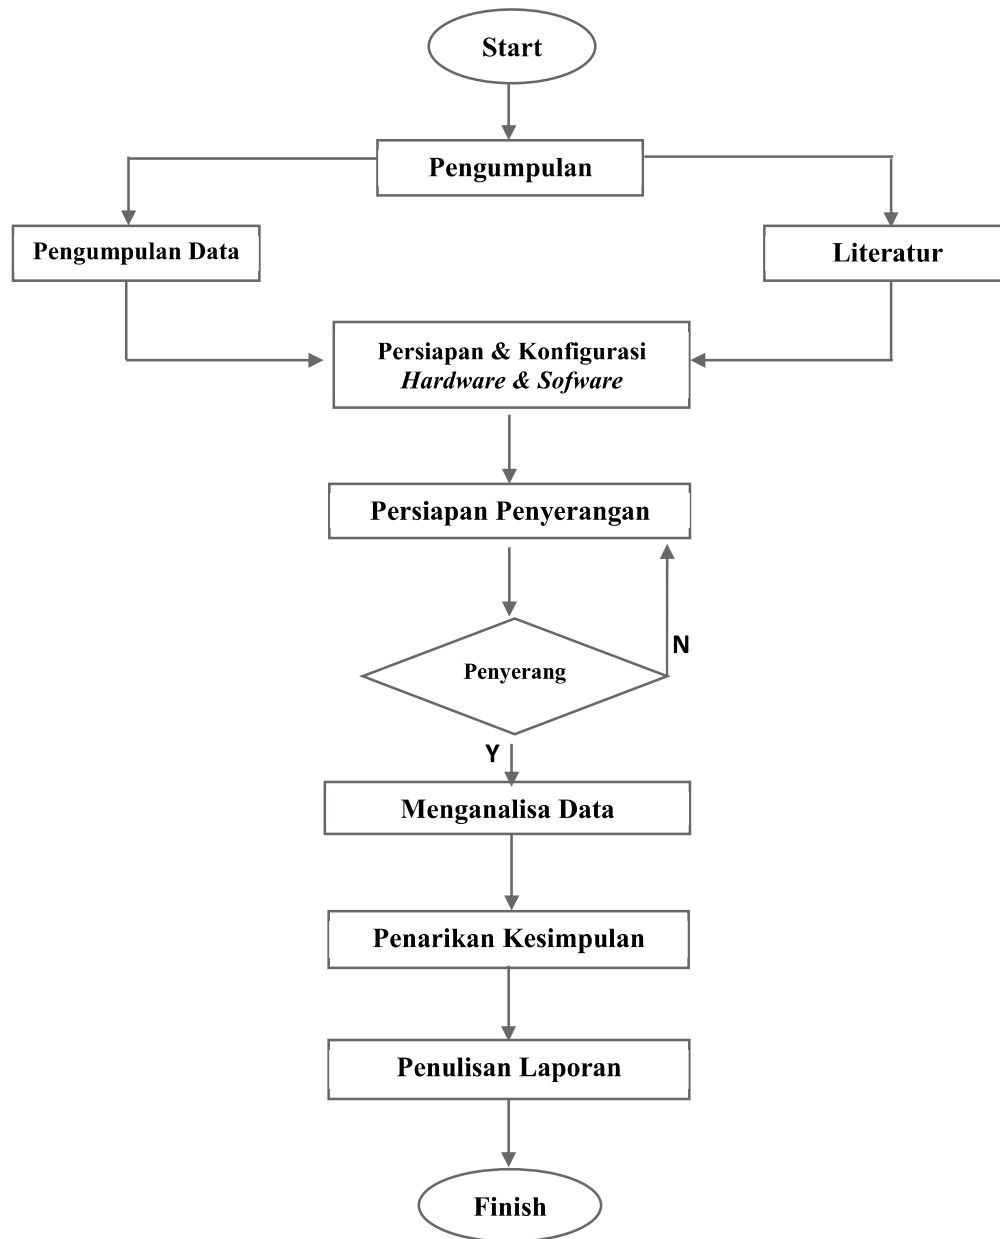 Start
Pengumpulan
Pengumpulan Data
Literatur
Persiapan & Konfigurasi
Hardware & Sofware
Persiapan Penyerangan
N
Penyerang
Y
Menganalisa Data
Penarikan Kesimpulan
Penulisan Laporan
Finish